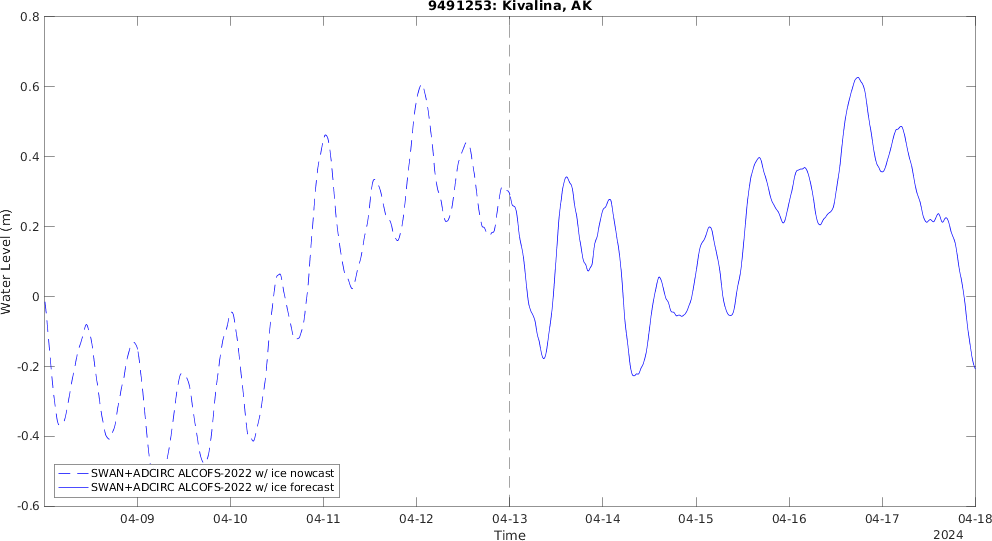 9491253: Kivalina, AK
0.8
0.6
0.4
0.2
0
-0.2
-0.4
-0.6
Water Level (m)
SWAN+ADCIRC ALCOFS-2022 w/ ice nowcast
SWAN+ADCIRC ALCOFS-2022 w/ ice forecast
04-09 04-10 04-11 04-12 04-13 04-14 04-15 04-16 04-17 04-18
Time
2024